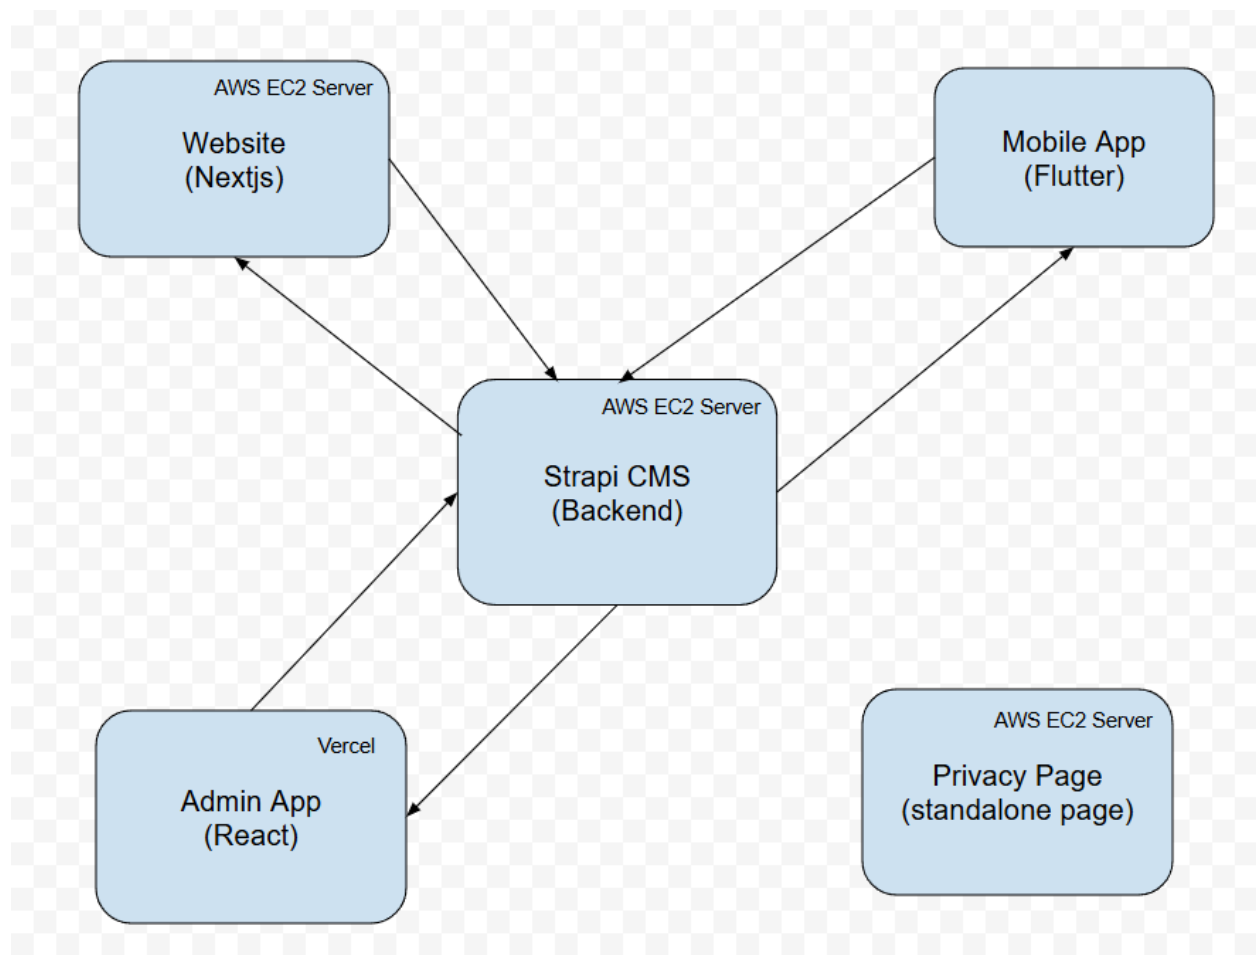 AWS EC2 Server
Website
(Nextjs)
Mobile App
(Flutter)
AWS EC2 Server
Strapi CMS
(Backend)
Vercel
Admin App
(React)
AWS EC2 Server
Privacy Page
(standalone page)